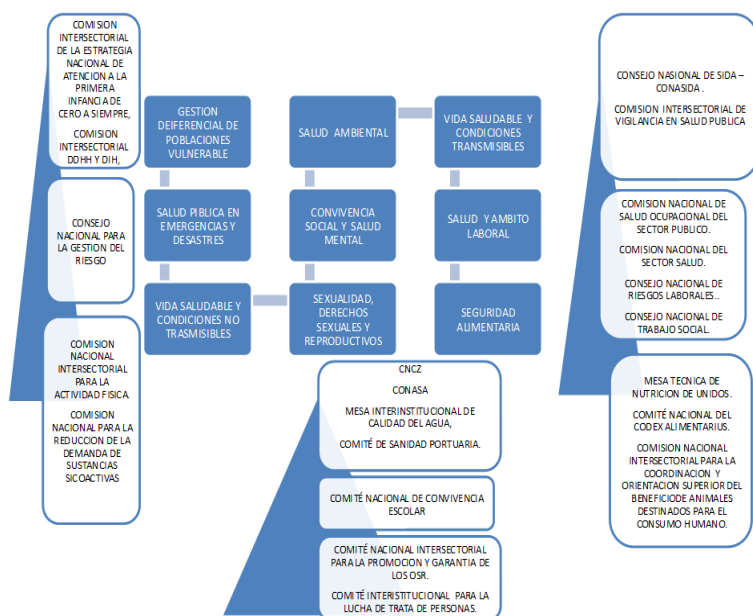 COMISION
INTERSECTORIAL
DE LA ESTRATEGIA
NACIONAL DE
ATENCION A LA
PRIMERA
INFANCIA DE
CERO A SIEMPRE,
COMISION
INTERSECTORIAL
DDHH Y DIH,
CONSEJO
NACIONAL PARA
LA GESTION DEL
RIESGO
COMISION
NACIONAL
INTERSECTORIAL
PARA LA
ACTIVIDAD FISICA.
COMISION
NACIONAL PARA LA
REDUCCION DE LA
DEMANDA DE
SUSTANCIAS
SICOACTIVAS
GESTION
DEIFERENCIAL DE
POBLACIONES
VULNERABLE
SALUD PIBLICA EN
EMERGENCIAS Y
DESASTRES
VIDA SALUDABLE Y
CONDICIONES NO
TRASMISIBLES
SALUD AMBIENTAL
CONVIVENCIA
SOCIAL Y SALUD
MENTAL
SEXUALIDAD,
DERECHOS
SEXUALES Y
REPRODUCTIVOS
VIDA SALUDABLE Y
CONDICIONES
TRANSMISIBLES
SALUD Y AMBITO
LABORAL
SEGURIDAD
ALIMENTARIA
CNCZ
CONASA
MESA INTERINSTITUCIONAL DE
CALIDAD DEL AGUA,
COMITÉ DE SANIDAD PORTUARIA.
COMITÉ NACIONAL DE CONVIVENCIA
ESCOLAR
COMITÉ NACIONAL INTERSECTORIAL
PARA LA PROMOCION Y GARANTIA DE
LOS OSR.
COMITÉ INTERISTITUCIONAL PARA LA
LUCHA DE TRATA DE PERSONAS.
CONSEJO NASIONAL DE SIDA –
CONASIDA .
COMISION INTERSECTORIAL DE
VIGILANCIA EN SALUD PUBLICA
COMISION NACIONAL DE
SALUD OCUPACIONAL DEL
SECTOR PUBLICO.
COMISION NACIONAL DEL
SECTOR SALUD.
CONSEJO NACIONAL DE
RIESGOS LABORALES..
CONSEJO NACIONAL DE
TRABAJO SOCIAL.
MESA TECNICA DE
NUTRICION DE UNIDOS.
COMITÉ NACIONAL DEL
CODEX ALIMENTARIUS.
COMISION NACIONAL
INTERSECTORIAL PARA LA
COORDINACION Y
ORIENTACION SUPERIOR DEL
BENEFICIODE ANIMALES
DESTINADOS PARA EL
CONSUMO HUMANO.